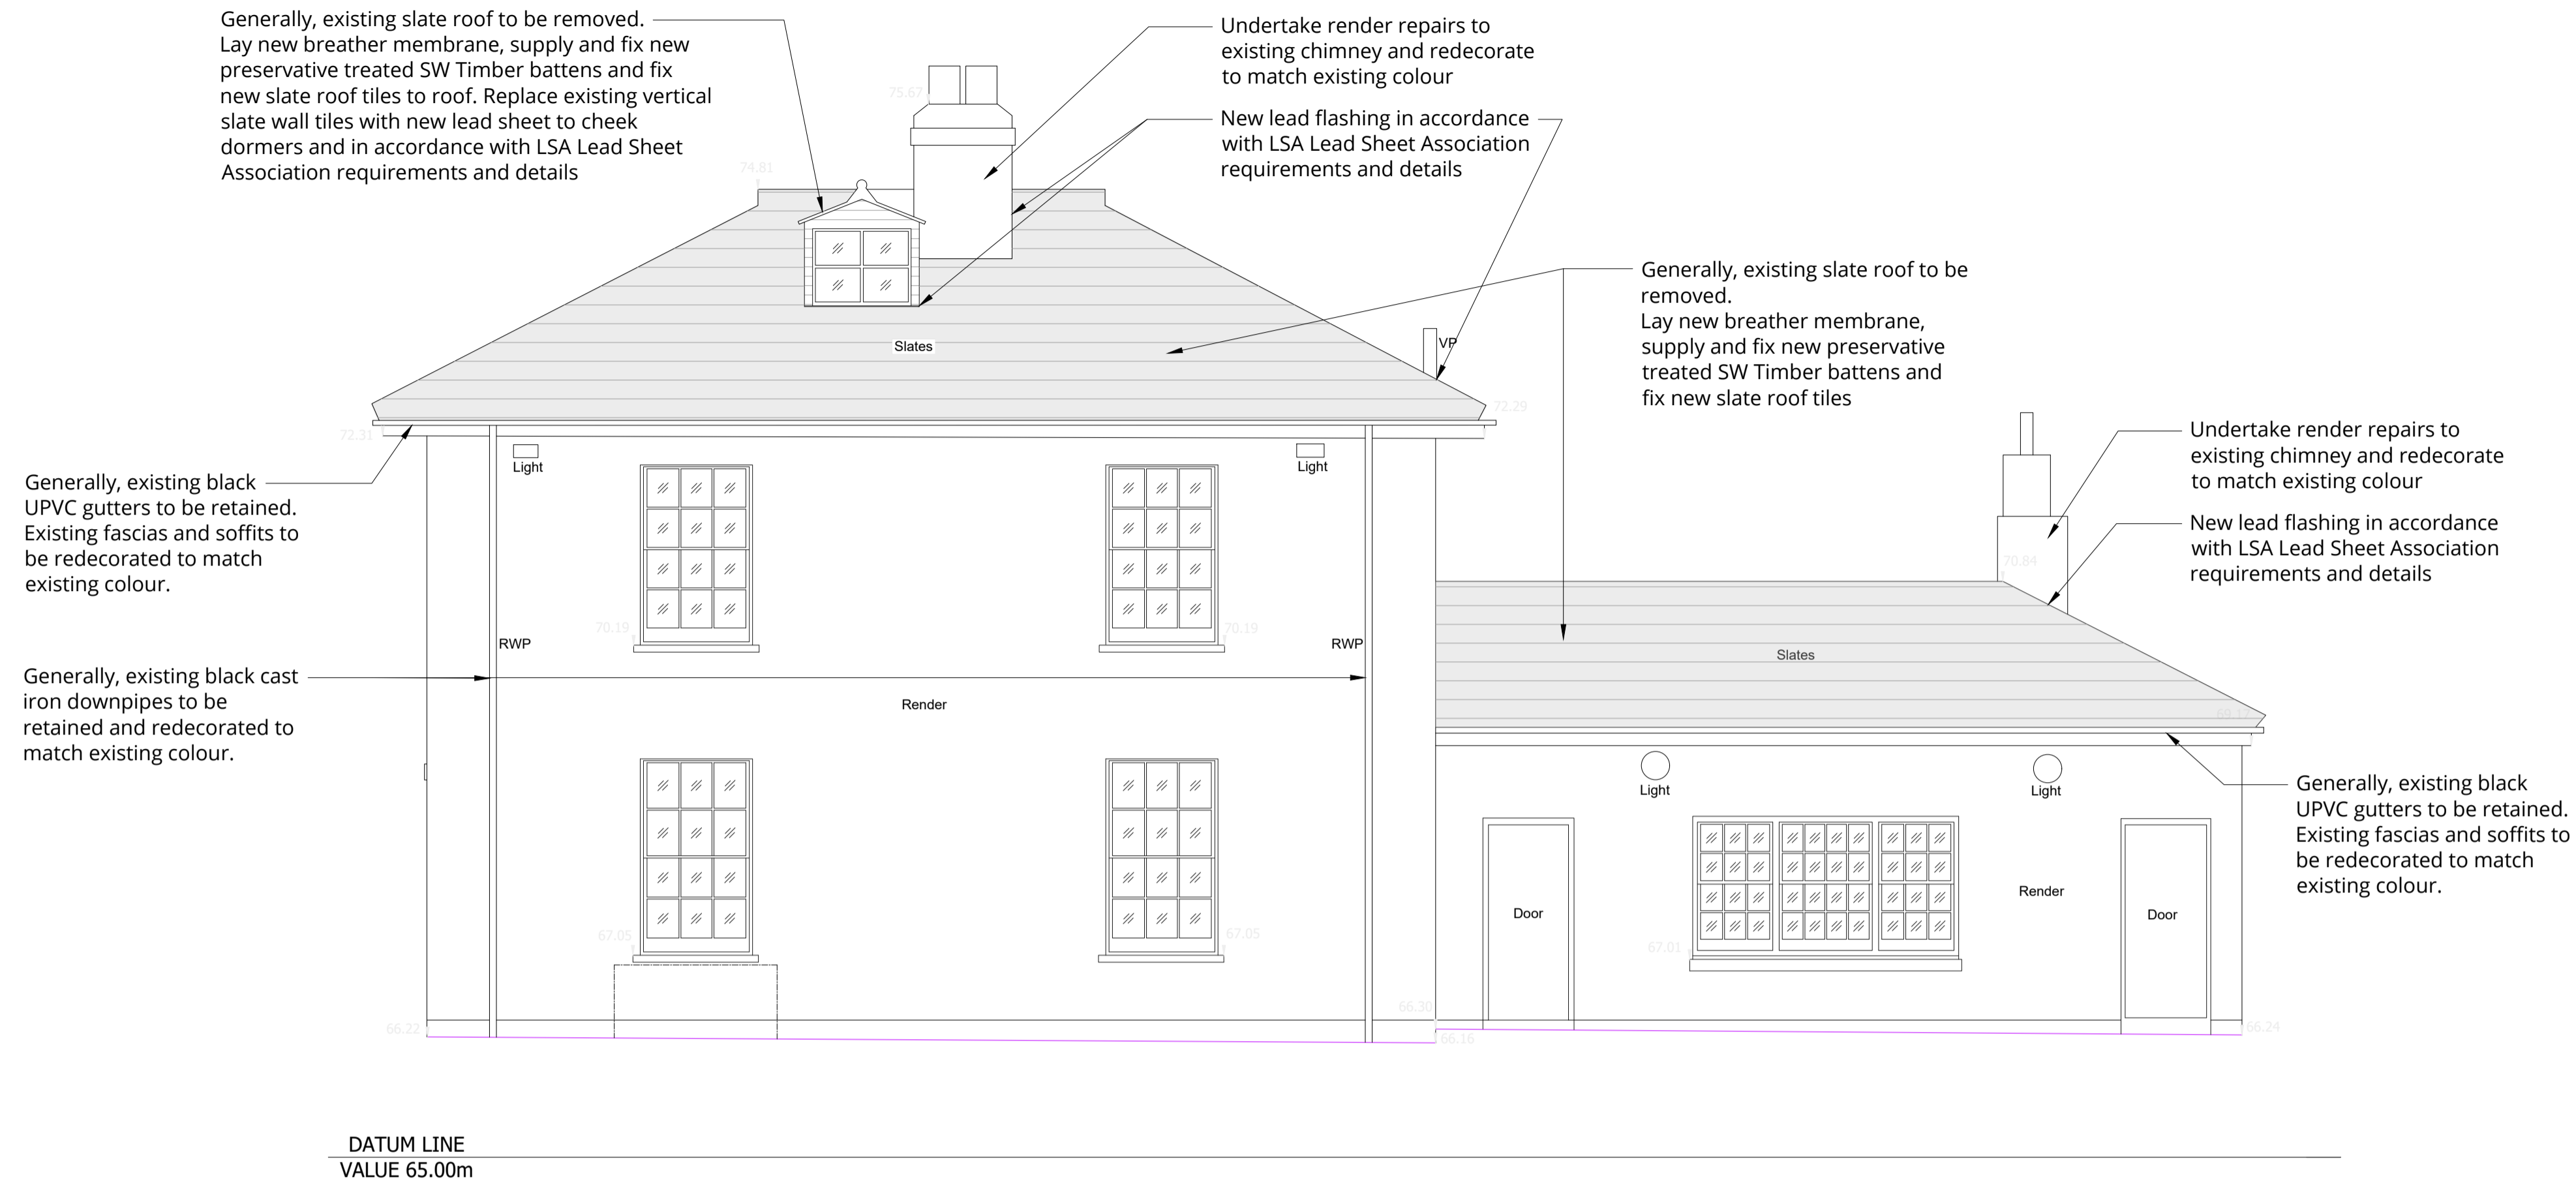 Generally, existing slate roof to be removed.
Lay new breather membrane, supply and fix new
preservative treated SW Timber battens and fix
new slate roof tiles to roof. Replace existing vertical
slate wall tiles with new lead sheet to cheek
dormers and in accordance with LSA Lead Sheet
Association requirements and details
Undertake render repairs to
existing chimney and redecorate
to match existing colour
New lead flashing in accordance
with LSA Lead Sheet Association
requirements and details
75.67
74.81
Generally, existing slate roof to be
removed.
Lay new breather membrane,
supply and fix new preservative
treated SW Timber battens and
fix new slate roof tiles
Slates
VP
72.29
72.31
Light
Light
Generally, existing black
UPVC gutters to be retained.
Existing fascias and soffits to
be redecorated to match
existing colour.
Undertake render repairs to
existing chimney and redecorate
to match existing colour
New lead flashing in accordance
with LSA Lead Sheet Association
requirements and details
70.84
70.19
70.19
RWP
RWP
Slates
Generally, existing black cast
iron downpipes to be
retained and redecorated to
match existing colour.
Render
69.17
Light
Light
Generally, existing black
UPVC gutters to be retained.
Existing fascias and soffits to
be redecorated to match
existing colour.
Render
Door
Door
67.05
67.05
67.01
66.30
66.22
66.16
66.24
DATUM LINE
VALUE 65.00m